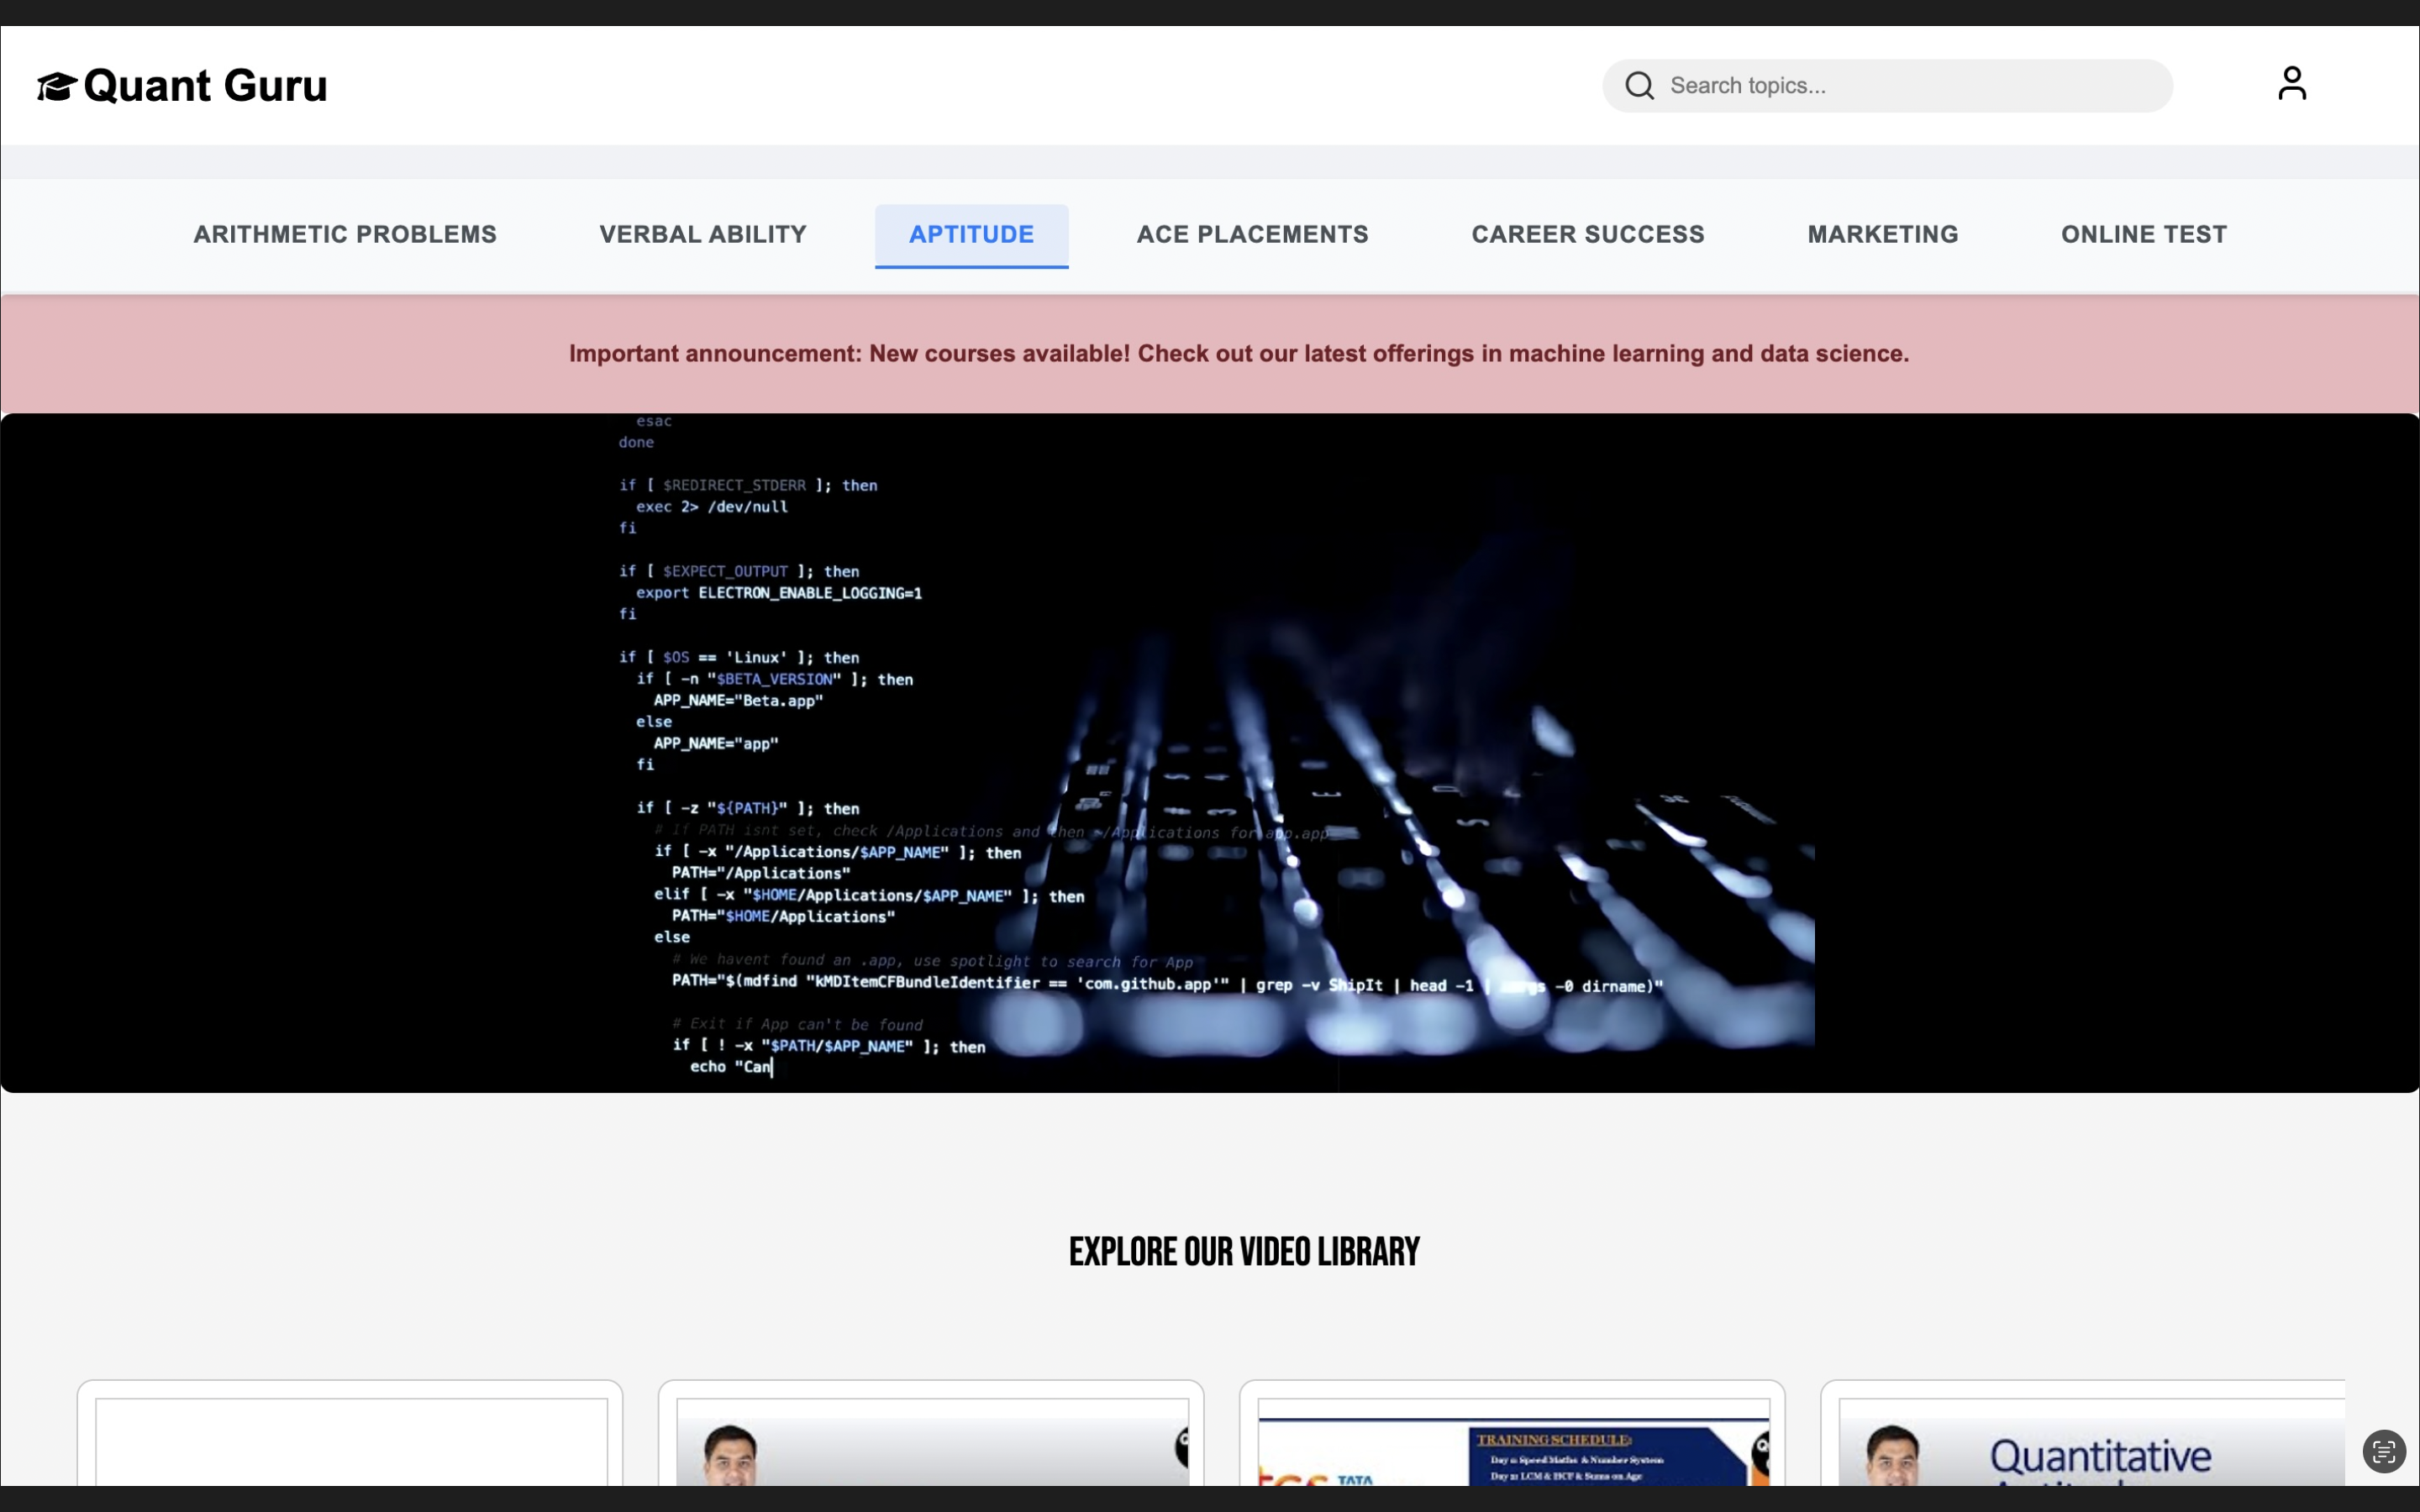 Quant Guru
Search topics...
ARITHMETIC PROBLEMS
VERBAL ABILITY
APTITUDE
ACE PLACEMENTS
CAREER SUCCESS
MARKETING
ONLINE TEST
Important announcement: New courses available! Check out our latest offerings in machine learning and data science.
esac
done
if [ $REDIRECT_STDERR ]; then
exec 2> /dev/null
fi
if [ $EXPECT_OUTPUT ]; then
export ELECTRON_ENABLE_LOGGING=1
fi
if [ $OS == 'Linux' ]; then
if [ -n "$BETA_VERSION" ]; then
APP_NAME="Beta.app"
else
APP_NAME="app"
fi
if [ -z "${PATH}" ]; then
# If PATH isnt set, check /Applications and then ~/Applications for app.app
if [ -x "/Applications/$APP_NAME" ]; then
PATH="/Applications"
elif [ -x "$HOME/Applications/$APP_NAME" ]; then
PATH="$HOME/Applications"
else
# We havent found an .app, use spotlight to search for App
PATH="$(mdfind "kMDItemCFBundleIdentifier == 'com.github.app'" | grep -v ShipIt | head -1 | -0 dirname)"
# Exit if App can't be found
if [ ! -x "$PATH/$APP_NAME" ]; then
echo "Can
EXPLORE OUR VIDEO LIBRARY
TATA
TRAINING SCHEDULE:
Day 1: Speed Maths & Number System
Day 2: LCM & HCF & Sums on Age
Quantitative